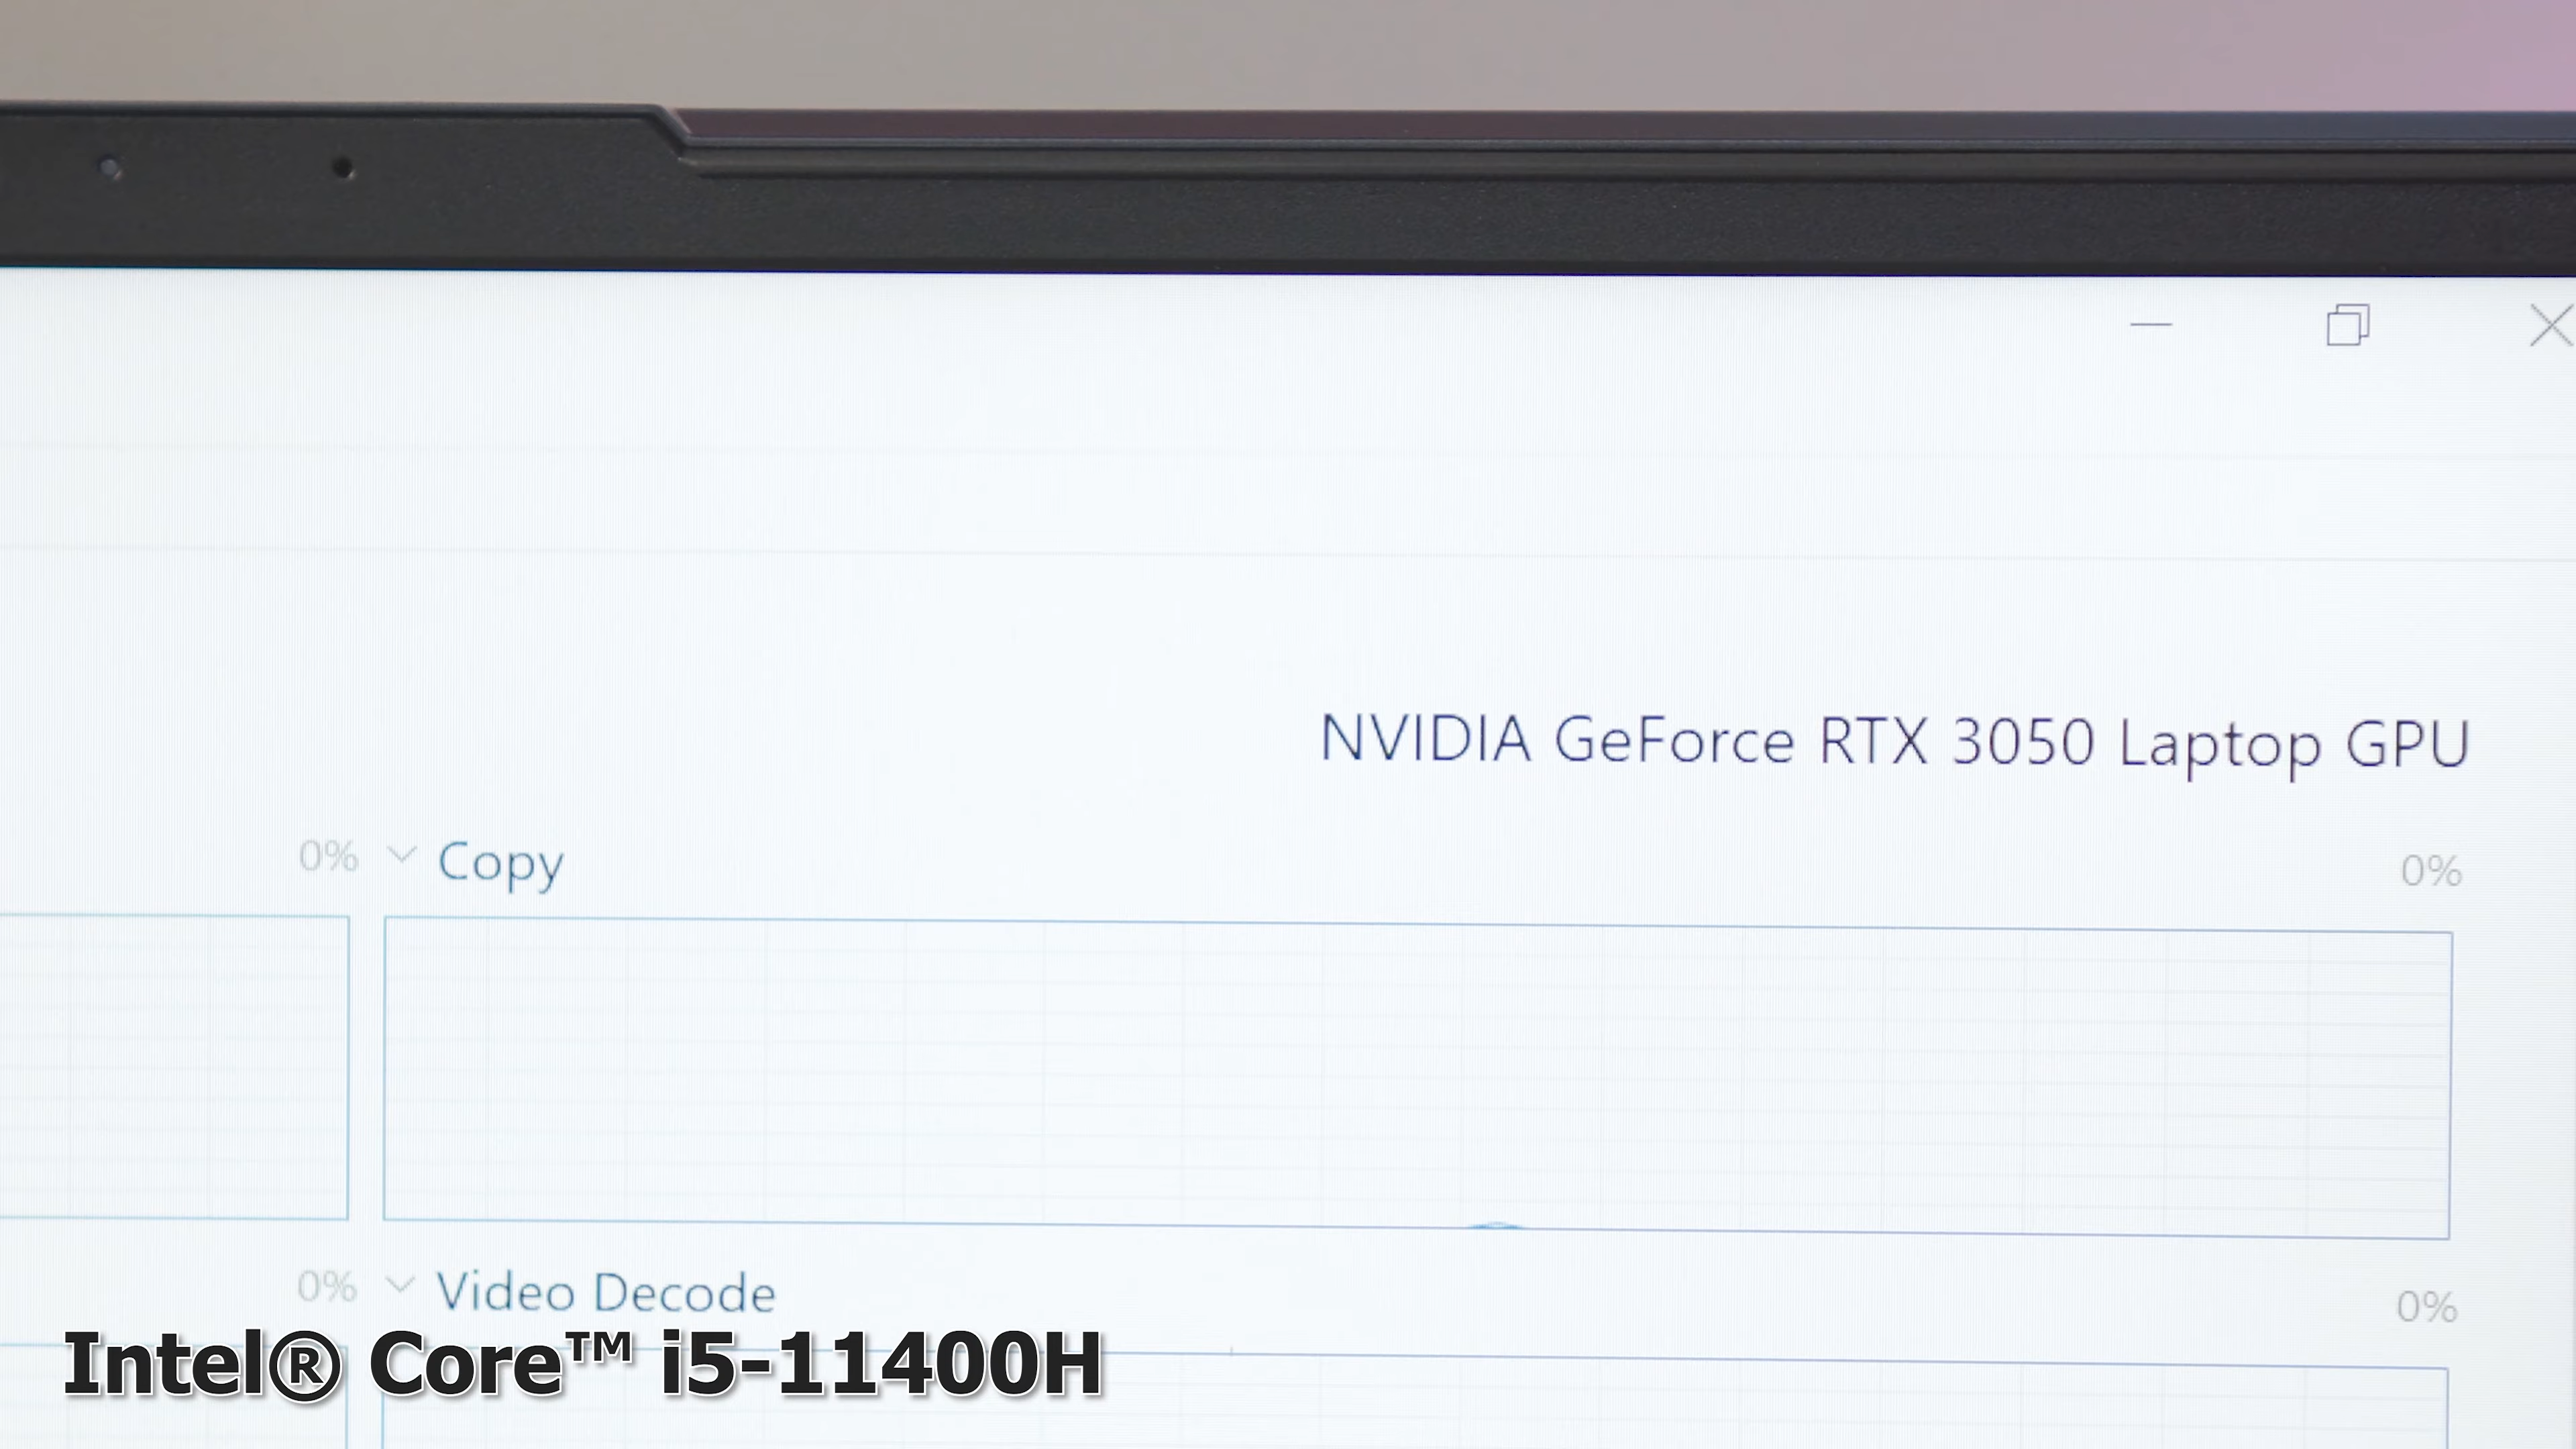 NVIDIA GeForce RTX 3050 Laptop GPU
0% Copy 0%
0% Video Decode 0%
Intel® Core™ i5-11400H